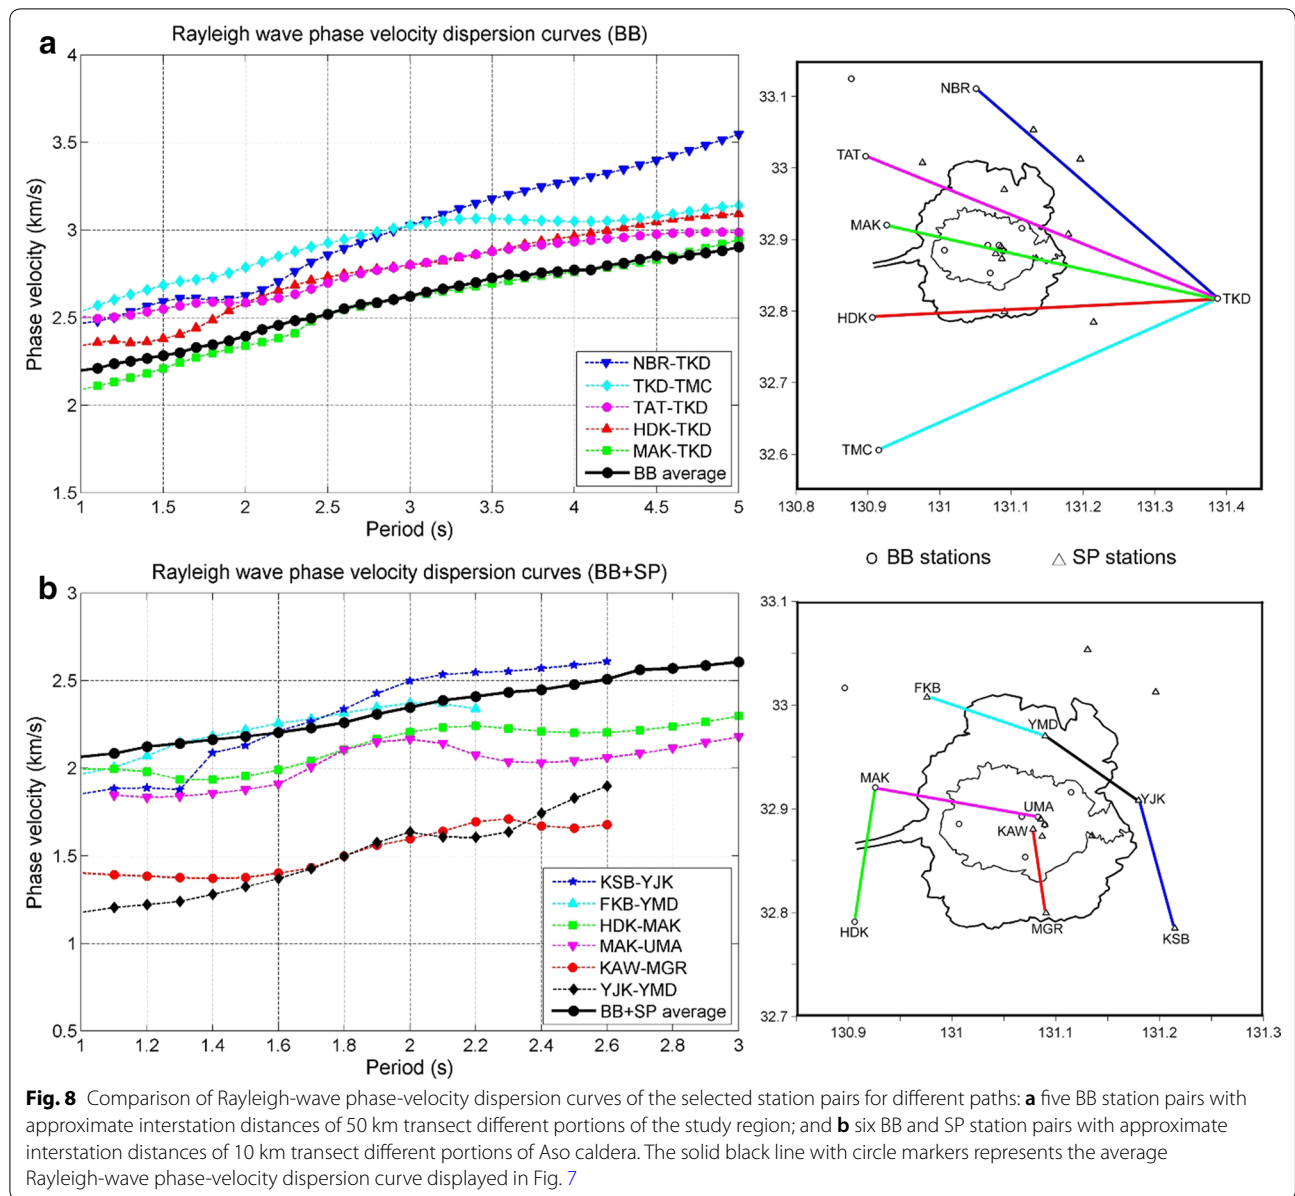 a
Rayleigh wave phase velocity dispersion curves (BB)
4
3.5
3
2.5
2
1.5
Phase velocity (km/s)
1 1.5 2 2.5 3 3.5 4 4.5 5
Period (s)
NBR-TKD
TKD-TMC
TAT-TKD
HDK-TKD
MAK-TKD
BB average
33.1
33
32.9
32.8
32.7
32.6
130.8 130.9 131 131.1 131.2 131.3 131.4
NBR
TAT
MAK
HDK
TKD
TMC
BB stations SP stations
b
Rayleigh wave phase velocity dispersion curves (BB+SP)
3
2.5
2
1.5
1
0.5
Phase velocity (km/s)
1 1.2 1.4 1.6 1.8 2 2.2 2.4 2.6 2.8 3
Period (s)
KSB-YJK
FKB-YMD
HDK-MAK
MAK-UMA
KAW-MGR
YJK-YMD
BB+SP average
33.1
33
32.9
32.8
32.7
130.9 131 131.1 131.2 131.3
FKB
YMD
MAK
YJK
UMA
KAW
HDK
MGR
KSB
Fig. 8 Comparison of Rayleigh-wave phase-velocity dispersion curves of the selected station pairs for different paths: a five BB station pairs with
approximate interstation distances of 50 km transect different portions of the study region; and b six BB and SP station pairs with approximate
interstation distances of 10 km transect different portions of Aso caldera. The solid black line with circle markers represents the average
Rayleigh-wave phase-velocity dispersion curve displayed in Fig. 7